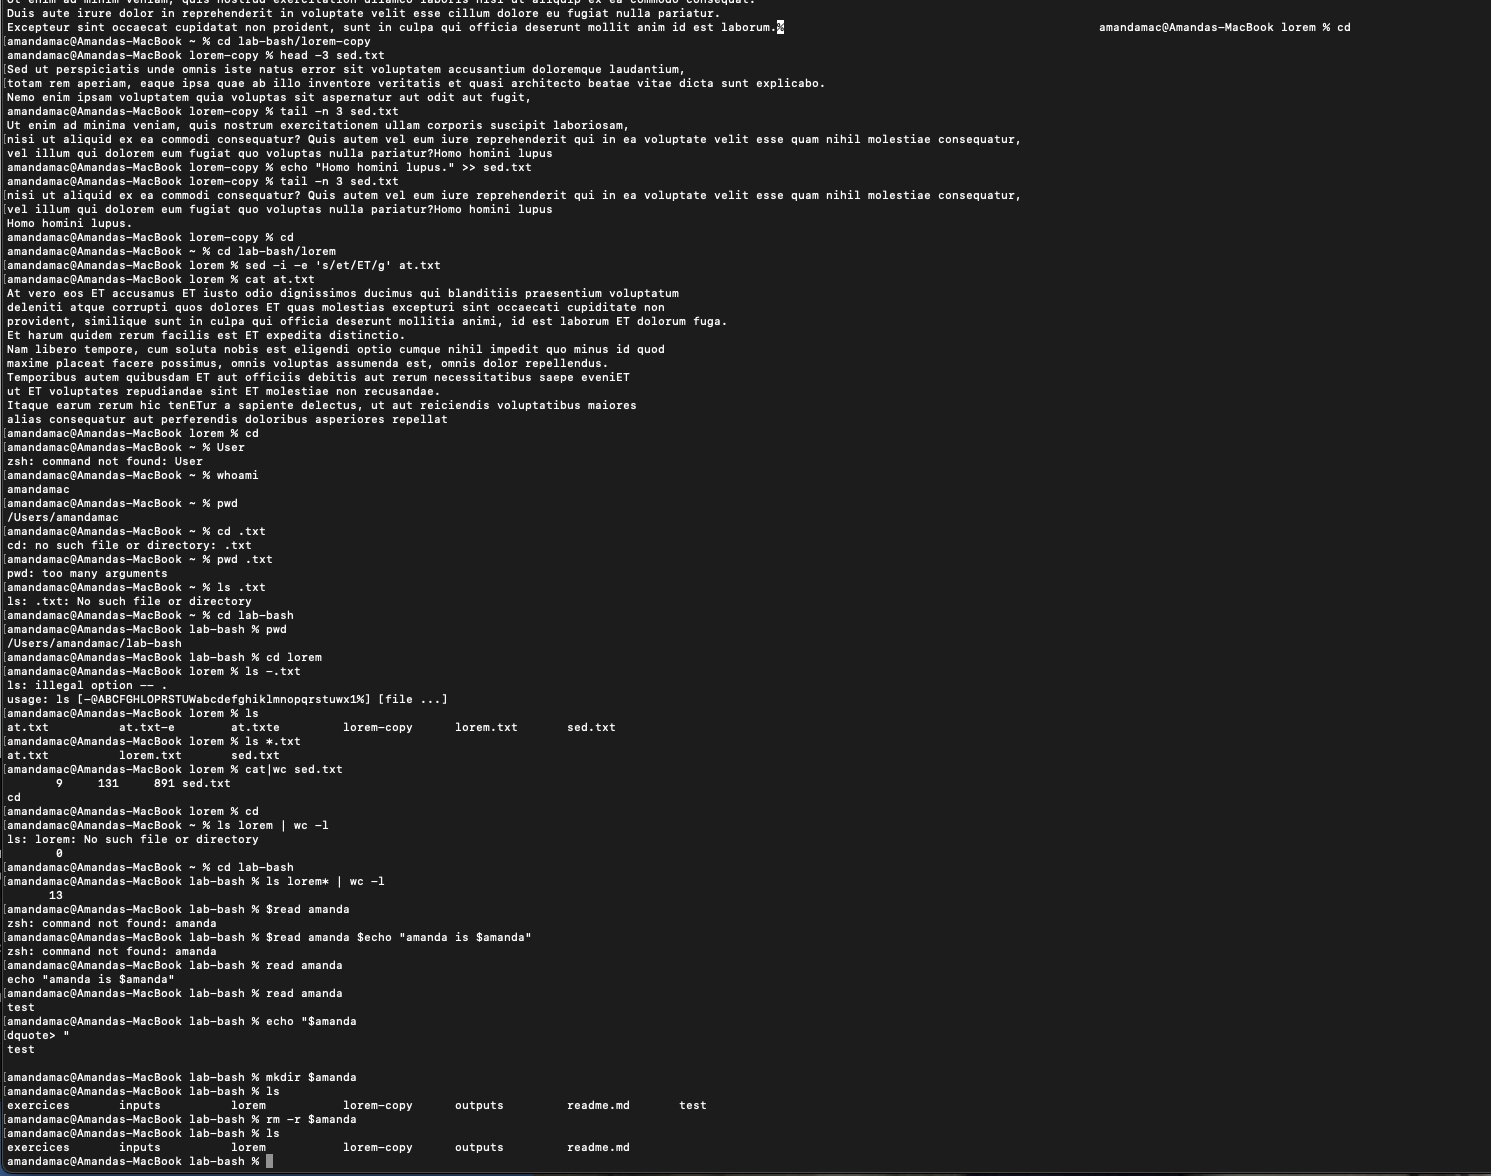 Ut enim ad minim veniam, quis nostrud exercitation ullamco laboris nisi ut aliquip ex ea commodo consequat.
Duis aute irure dolor in reprehenderit in voluptate velit esse cillum dolore eu fugiat nulla pariatur.
Excepteur sint occaecat cupidatat non proident, sunt in culpa qui officia deserunt mollit anim id est laborum.% amandamac@Amandas-MacBook lorem % cd
[amandamac@Amandas-MacBook ~ % cd lab-bash/lorem-copy
amandamac@Amandas-MacBook lorem-copy % head -3 sed.txt
[Sed ut perspiciatis unde omnis iste natus error sit voluptatem accusantium doloremque laudantium,
[totam rem aperiam, eaque ipsa quae ab illo inventore veritatis et quasi architecto beatae vitae dicta sunt explicabo.
Nemo enim ipsam voluptatem quia voluptas sit aspernatur aut odit aut fugit,
amandamac@Amandas-MacBook lorem-copy % tail -n 3 sed.txt
Ut enim ad minima veniam, quis nostrum exercitationem ullam corporis suscipit laboriosam,
[nisi ut aliquid ex ea commodi consequatur? Quis autem vel eum iure reprehenderit qui in ea voluptate velit esse quam nihil molestiae consequatur,
vel illum qui dolorem eum fugiat quo voluptas nulla pariatur?Homo homini lupus
amandamac@Amandas-MacBook lorem-copy % echo "Homo homini lupus." >> sed.txt
amandamac@Amandas-MacBook lorem-copy % tail -n 3 sed.txt
[nisi ut aliquid ex ea commodi consequatur? Quis autem vel eum iure reprehenderit qui in ea voluptate velit esse quam nihil molestiae consequatur,
[vel illum qui dolorem eum fugiat quo voluptas nulla pariatur?Homo homini lupus
Homo homini lupus.
amandamac@Amandas-MacBook lorem-copy % cd
amandamac@Amandas-MacBook ~ % cd lab-bash/lorem
[amandamac@Amandas-MacBook lorem % sed -i -e 's/et/ET/g' at.txt
[amandamac@Amandas-MacBook lorem % cat at.txt
At vero eos ET accusamus ET iusto odio dignissimos ducimus qui blanditiis praesentium voluptatum
deleniti atque corrupti quos dolores ET quas molestias excepturi sint occaecati cupiditate non
provident, similique sunt in culpa qui officia deserunt mollitia animi, id est laborum ET dolorum fuga.
Et harum quidem rerum facilis est ET expedita distinctio.
Nam libero tempore, cum soluta nobis est eligendi optio cumque nihil impedit quo minus id quod
maxime placeat facere possimus, omnis voluptas assumenda est, omnis dolor repellendus.
Temporibus autem quibusdam ET aut officiis debitis aut rerum necessitatibus saepe eveniET
ut ET voluptates repudiandae sint ET molestiae non recusandae.
Itaque earum rerum hic tenETur a sapiente delectus, ut aut reiciendis voluptatibus maiores
alias consequatur aut perferendis doloribus asperiores repellat
[amandamac@Amandas-MacBook lorem % cd
[amandamac@Amandas-MacBook ~ % User
zsh: command not found: User
[amandamac@Amandas-MacBook ~ % whoami
amandamac
[amandamac@Amandas-MacBook ~ % pwd
/Users/amandamac
[amandamac@Amandas-MacBook ~ % cd .txt
cd: no such file or directory: .txt
[amandamac@Amandas-MacBook ~ % pwd .txt
pwd: too many arguments
[amandamac@Amandas-MacBook ~ % ls .txt
ls: .txt: No such file or directory
[amandamac@Amandas-MacBook ~ % cd lab-bash
[amandamac@Amandas-MacBook lab-bash % pwd
/Users/amandamac/lab-bash
[amandamac@Amandas-MacBook lab-bash % cd lorem
[amandamac@Amandas-MacBook lorem % ls -.txt
ls: illegal option -- .
usage: ls [-@ABCFGHLOPRSTUWabcdefghiklmnopqrstuwx1%] [file ...]
[amandamac@Amandas-MacBook lorem % ls
at.txt at.txt-e at.txte lorem-copy lorem.txt sed.txt
[amandamac@Amandas-MacBook lorem % ls *.txt
at.txt lorem.txt sed.txt
[amandamac@Amandas-MacBook lorem % cat|wc sed.txt
9 131 891 sed.txt
cd
[amandamac@Amandas-MacBook lorem % cd
[amandamac@Amandas-MacBook ~ % ls lorem | wc -l
ls: lorem: No such file or directory
0
[amandamac@Amandas-MacBook ~ % cd lab-bash
[amandamac@Amandas-MacBook lab-bash % ls lorem* | wc -l
13
[amandamac@Amandas-MacBook lab-bash % $read amanda
zsh: command not found: amanda
[amandamac@Amandas-MacBook lab-bash % $read amanda $echo "amanda is $amanda"
zsh: command not found: amanda
[amandamac@Amandas-MacBook lab-bash % read amanda
echo "amanda is $amanda"
[amandamac@Amandas-MacBook lab-bash % read amanda
test
[amandamac@Amandas-MacBook lab-bash % echo "$amanda
[dquote> "
test
[amandamac@Amandas-MacBook lab-bash % mkdir $amanda
[amandamac@Amandas-MacBook lab-bash % ls
exercices inputs lorem lorem-copy outputs readme.md test
[amandamac@Amandas-MacBook lab-bash % rm -r $amanda
[amandamac@Amandas-MacBook lab-bash % ls
exercices inputs lorem lorem-copy outputs readme.md
amandamac@Amandas-MacBook lab-bash %